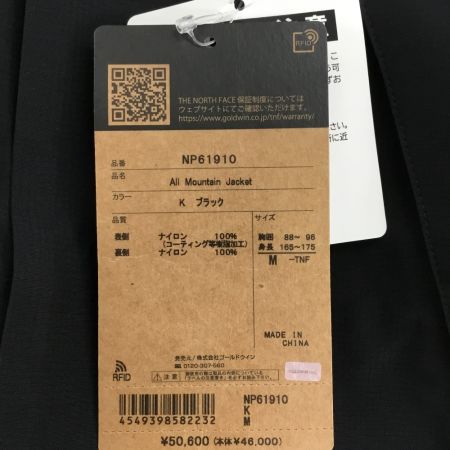 RFID
THE NORTH FACE 保証制度については
ウェブサイトにてご確認いただけます。
https://www.goldwin.co.jp/tnf/warranty/
注意
品番 NP61910
品名 All Mountain Jacket
カラー K ブラック
品質
表側 ナイロン 100%
(コーティング等樹脂加工)
裏側 ナイロン 100%
サイズ
胸囲 88~ 96
身長 165~175
M -TNF
MADE IN
CHINA
RFID
発売元/株式会社ゴールドウイン
0120-307-560
注意
NP61910
K
M
4549398582232
¥50,600 (本体¥46,000)